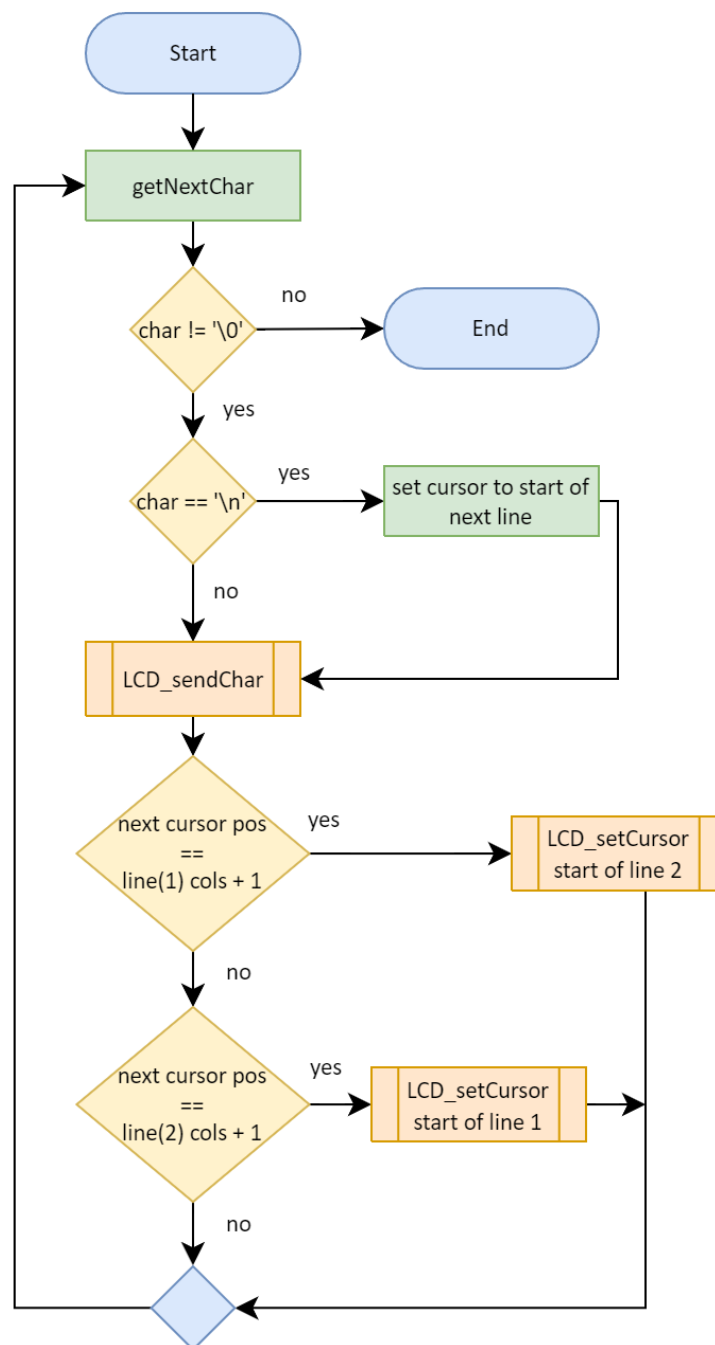 Start
getNextChar
char != '\0'
no
End
yes
char == '\n'
yes
set cursor to start of
next line
no
LCD_sendChar
next cursor pos
==
line(1) cols + 1
yes
LCD_setCursor
start of line 2
no
next cursor pos
==
line(2) cols + 1
yes
LCD_setCursor
start of line 1
no